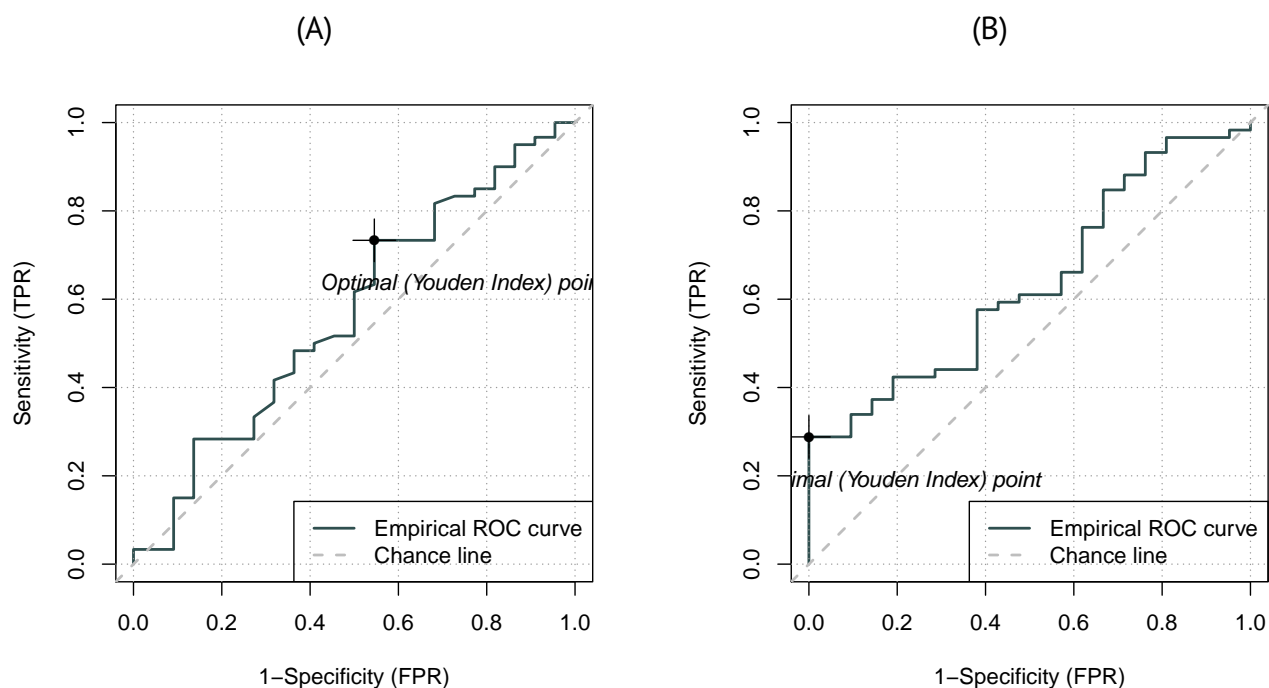 (A)
1.0
0.8
0.6
0.4
0.2
0.0
Sensitivity (TPR)
Optimal (Youden Index) poi
Empirical ROC curve
Chance line
0.0 0.2 0.4 0.6 0.8 1.0
1−Specificity (FPR)
(B)
1.0
0.8
0.6
0.4
0.2
0.0
Sensitivity (TPR)
imal (Youden Index) point
Empirical ROC curve
Chance line
0.0 0.2 0.4 0.6 0.8 1.0
1−Specificity (FPR)